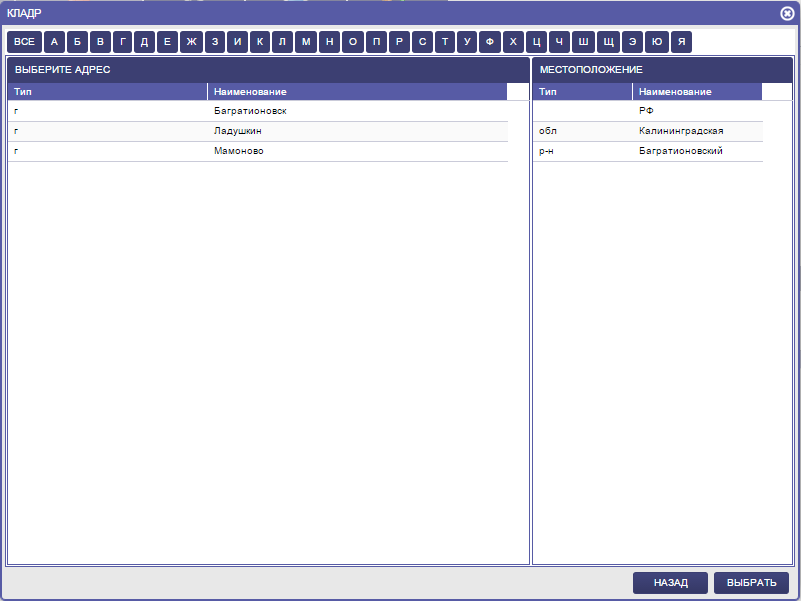 КЛАДР
ВСЕ А Б В Г Д Е Ж З И К Л М Н О П Р С Т У Ф Х Ц Ч Ш Щ Э Ю Я
ВЫБЕРИТЕ АДРЕС
Тип Наименование
г Багратионовск
г Ладушкин
г Мамоново
МЕСТОПОЛОЖЕНИЕ
Тип Наименование
РФ
обл Калининградская
р-н Багратионовский
НАЗАД ВЫБРАТЬ